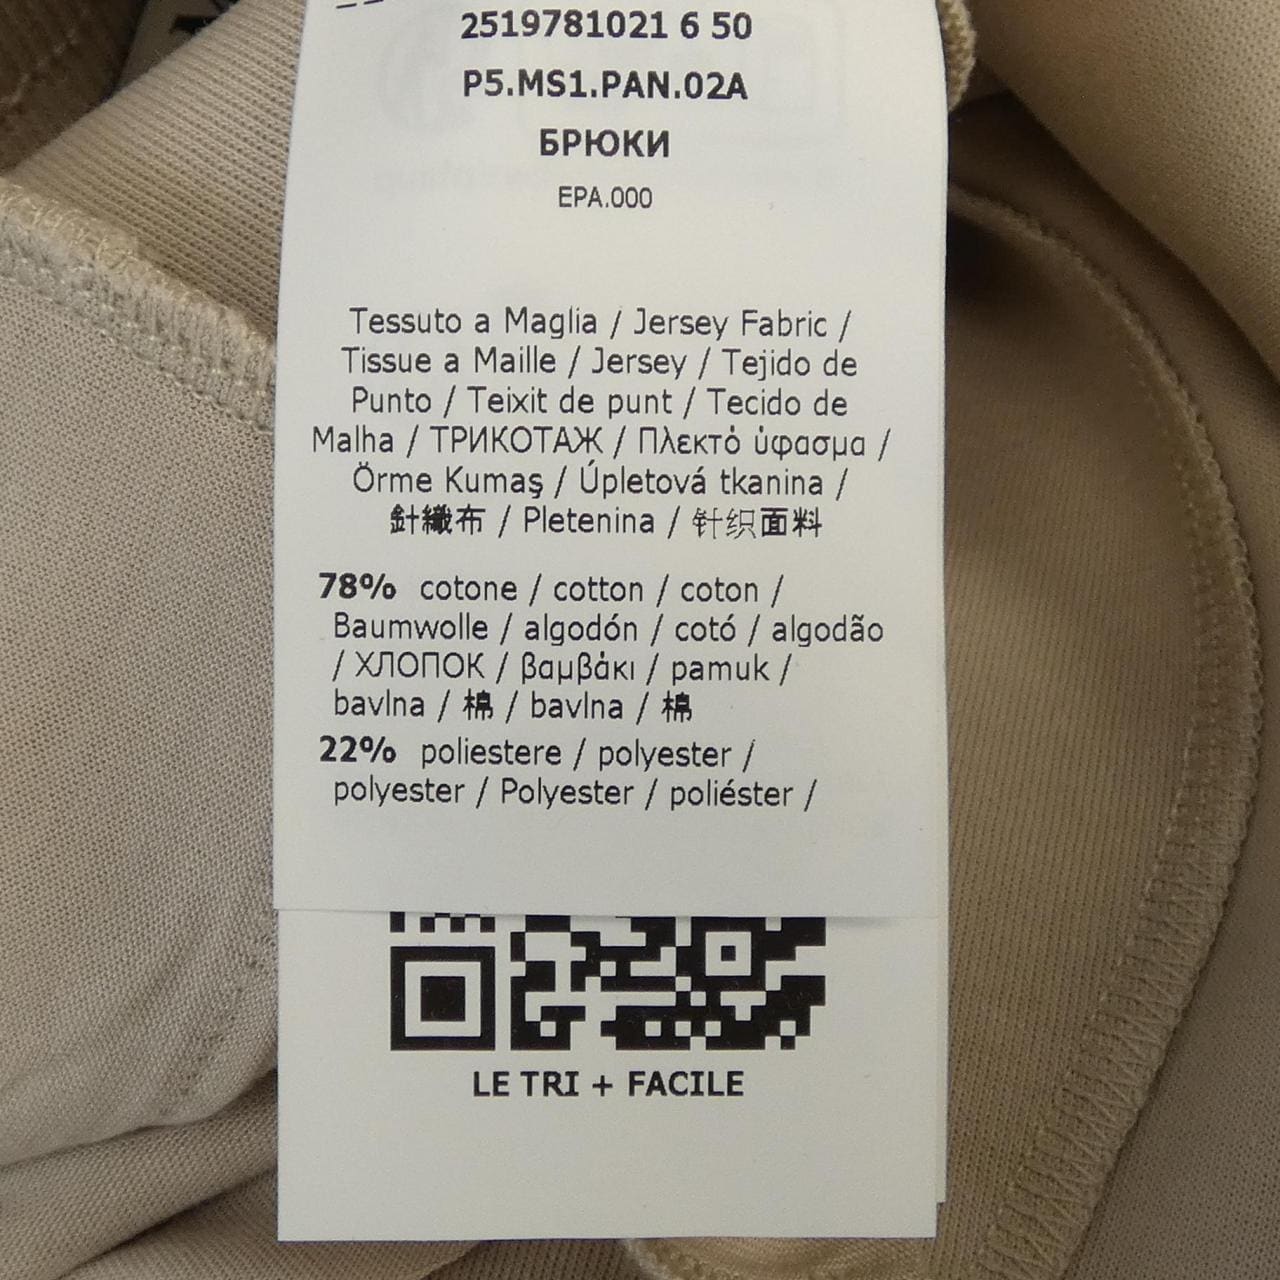 2519781021 6 50
P5.MS1.PAN.02A
БРЮКИ
EPA.000
Tessuto a Maglia / Jersey Fabric /
Tissue a Maille / Jersey / Tejido de
Punto / Teixit de punt / Tecido de
Malha / ТРИКОТАЖ / Πλεκτό ύφασμα /
Örme Kumaş / Úpletová tkanina /
針織布 / Pletenina / 针织面料
78% cotone / cotton / coton /
Baumwolle / algodón / cotó / algodão
/ ХЛОПОК / βαμβάκι / pamuk /
bavlna / 棉 / bavlna / 棉
22% poliestere / polyester /
polyester / Polyester / poliéster /
LE TRI + FACILE